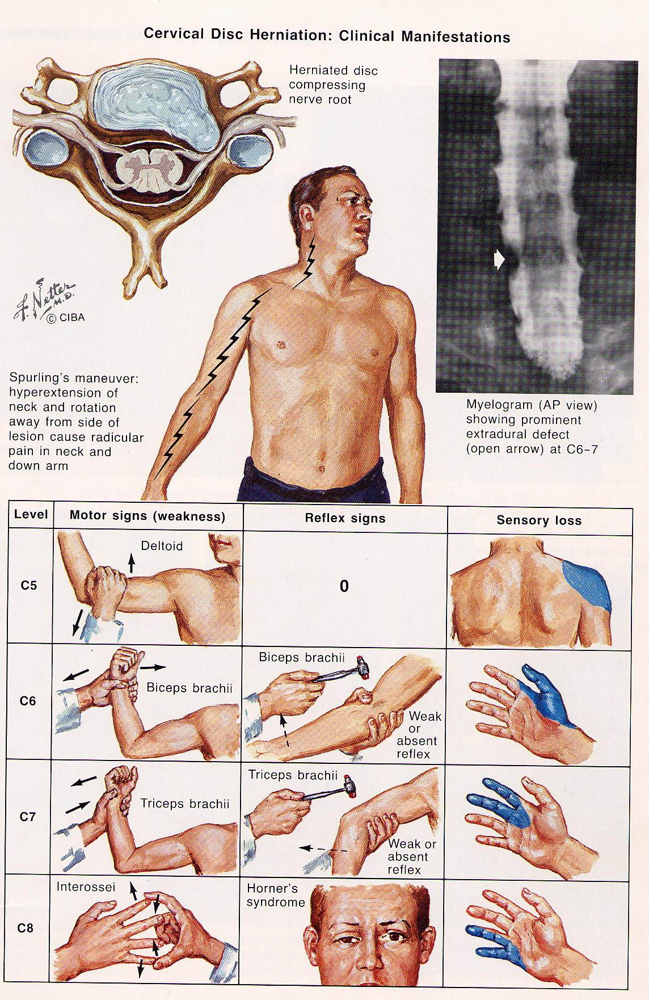 Cervical Disc Herniation: Clinical Manifestations
Herniated disc
compressing
nerve root
F. Netter
M.D.
© CIBA
Spurling's maneuver:
hyperextension of
neck and rotation
away from side of
lesion cause radicular
pain in neck and
down arm
Myelogram (AP view)
showing prominent
extradural defect
(open arrow) at C6-7
Level
Motor signs (weakness)
Reflex signs
Sensory loss
C5
Deltoid
0
C6
Biceps brachii
Biceps brachii
Weak
or
absent
reflex
C7
Triceps brachii
Triceps brachii
Weak or
absent
reflex
C8
Interossei
Horner's
syndrome